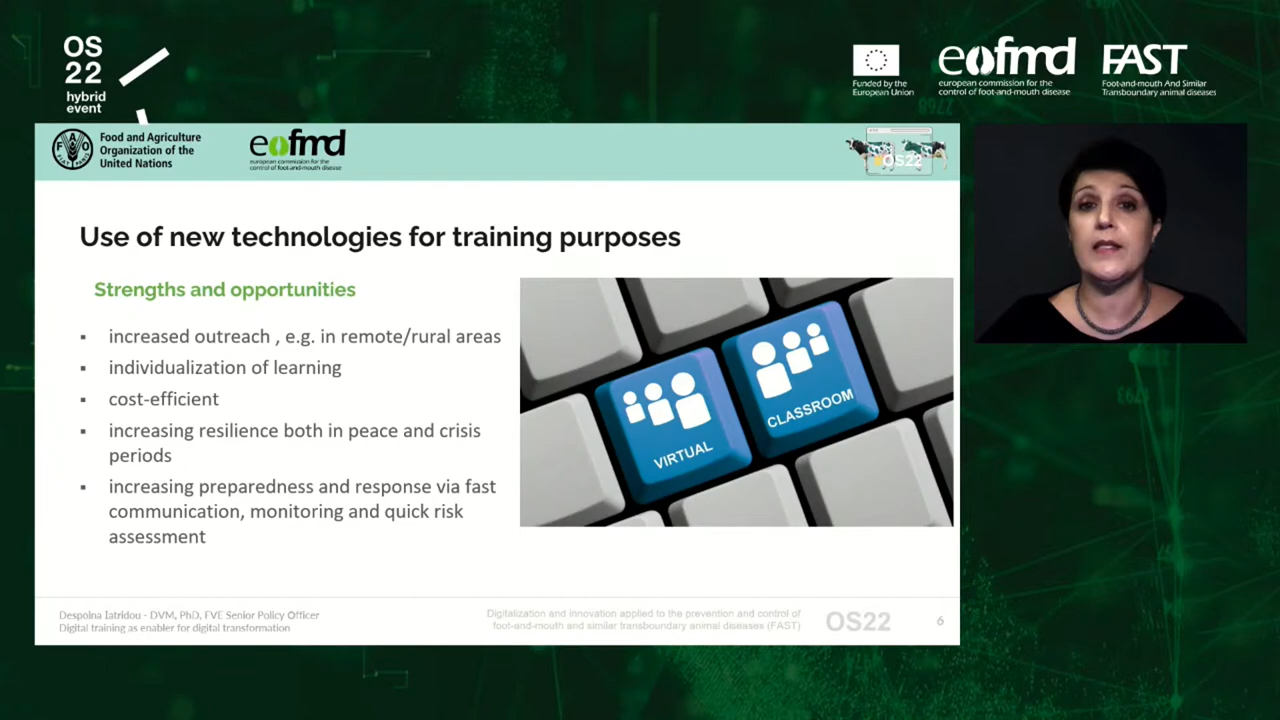 OS
22
hybrid
event
Funded by the
European Union
eofmd
european commission for the
control of foot-and-mouth disease
FAST
Foot-and-mouth And Similar
Transboundary animal diseases
FAO
Food and Agriculture
Organization of the
United Nations
eofmd
european commission for the
control of foot-and-mouth disease
OS22
Use of new technologies for training purposes
Strengths and opportunities
▪ increased outreach , e.g. in remote/rural areas
▪ individualization of learning
▪ cost-efficient
▪ increasing resilience both in peace and crisis
periods
▪ increasing preparedness and response via fast
communication, monitoring and quick risk
assessment
VIRTUAL
CLASSROOM
Despoina Iatridou - DVM, PhD, FVE Senior Policy Officer
Digital training as enabler for digital transformation
Digitalization and innovation applied to the prevention and control of
foot-and-mouth and similar transboundary animal diseases (FAST)
OS22
6